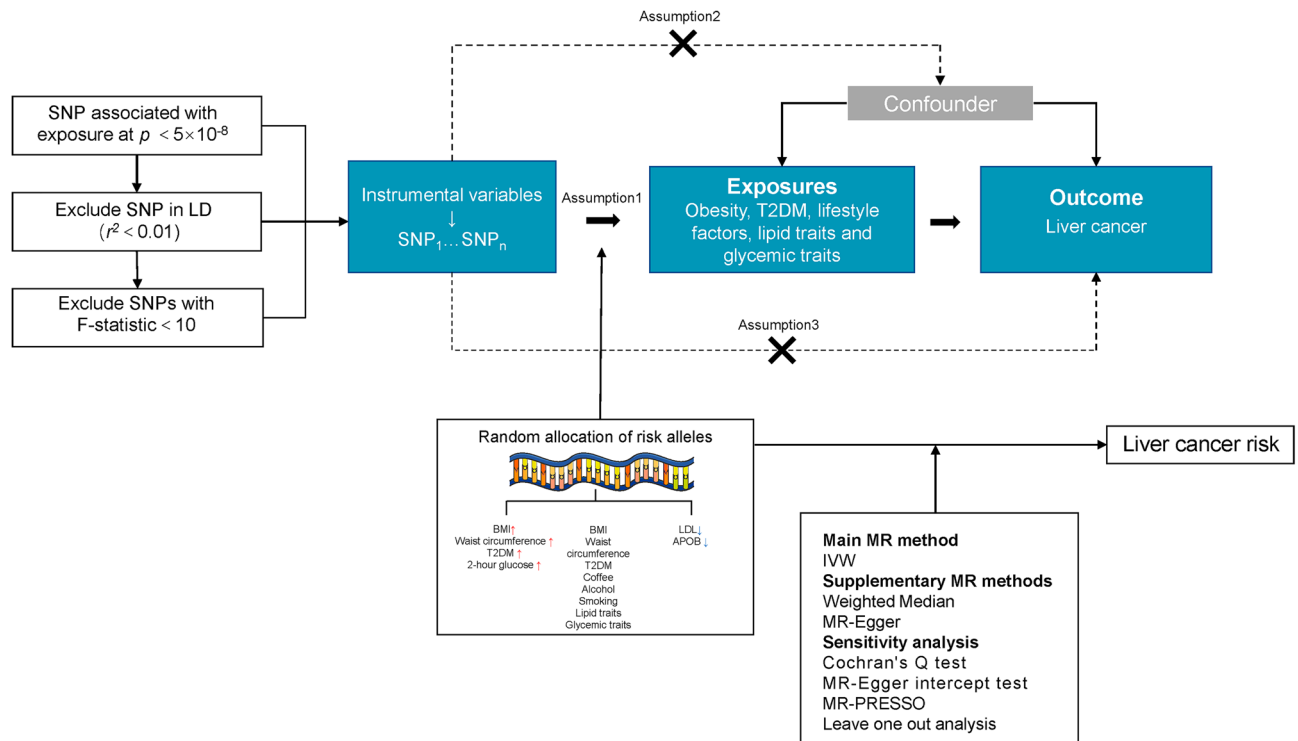 Assumption2
SNP associated with
exposure at p < 5×10⁻⁸
Exclude SNP in LD
(r² < 0.01)
Exclude SNPs with
F-statistic < 10
Instrumental variables
↓
SNP₁...SNPₙ
Assumption1
Confounder
Exposures
Obesity, T2DM, lifestyle
factors, lipid traits and
glycemic traits
Outcome
Liver cancer
Assumption3
Random allocation of risk alleles
BMI↑
Waist circumference ↑
T2DM ↑
2-hour glucose ↑
BMI
Waist
circumference
T2DM
Coffee
Alcohol
Smoking
Lipid traits
Glycemic traits
LDL↓
APOB ↓
Liver cancer risk
Main MR method
IVW
Supplementary MR methods
Weighted Median
MR-Egger
Sensitivity analysis
Cochran's Q test
MR-Egger intercept test
MR-PRESSO
Leave one out analysis